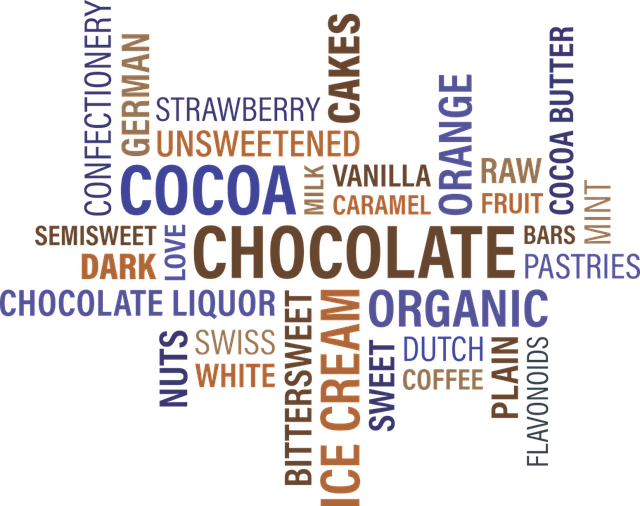 CONFECTIONERY
GERMAN
STRAWBERRY
UNSWEETENED
CAKES
ORANGE
COCOA BUTTER
COCOA
MILK
VANILLA
CARAMEL
RAW
FRUIT
MINT
SEMISWEET
DARK
LOVE
CHOCOLATE
BARS
PASTRIES
CHOCOLATE LIQUOR
BITTERSWEET
ICE CREAM
ORGANIC
NUTS
SWISS
WHITE
SWEET
DUTCH
COFFEE
PLAIN
FLAVONOIDS